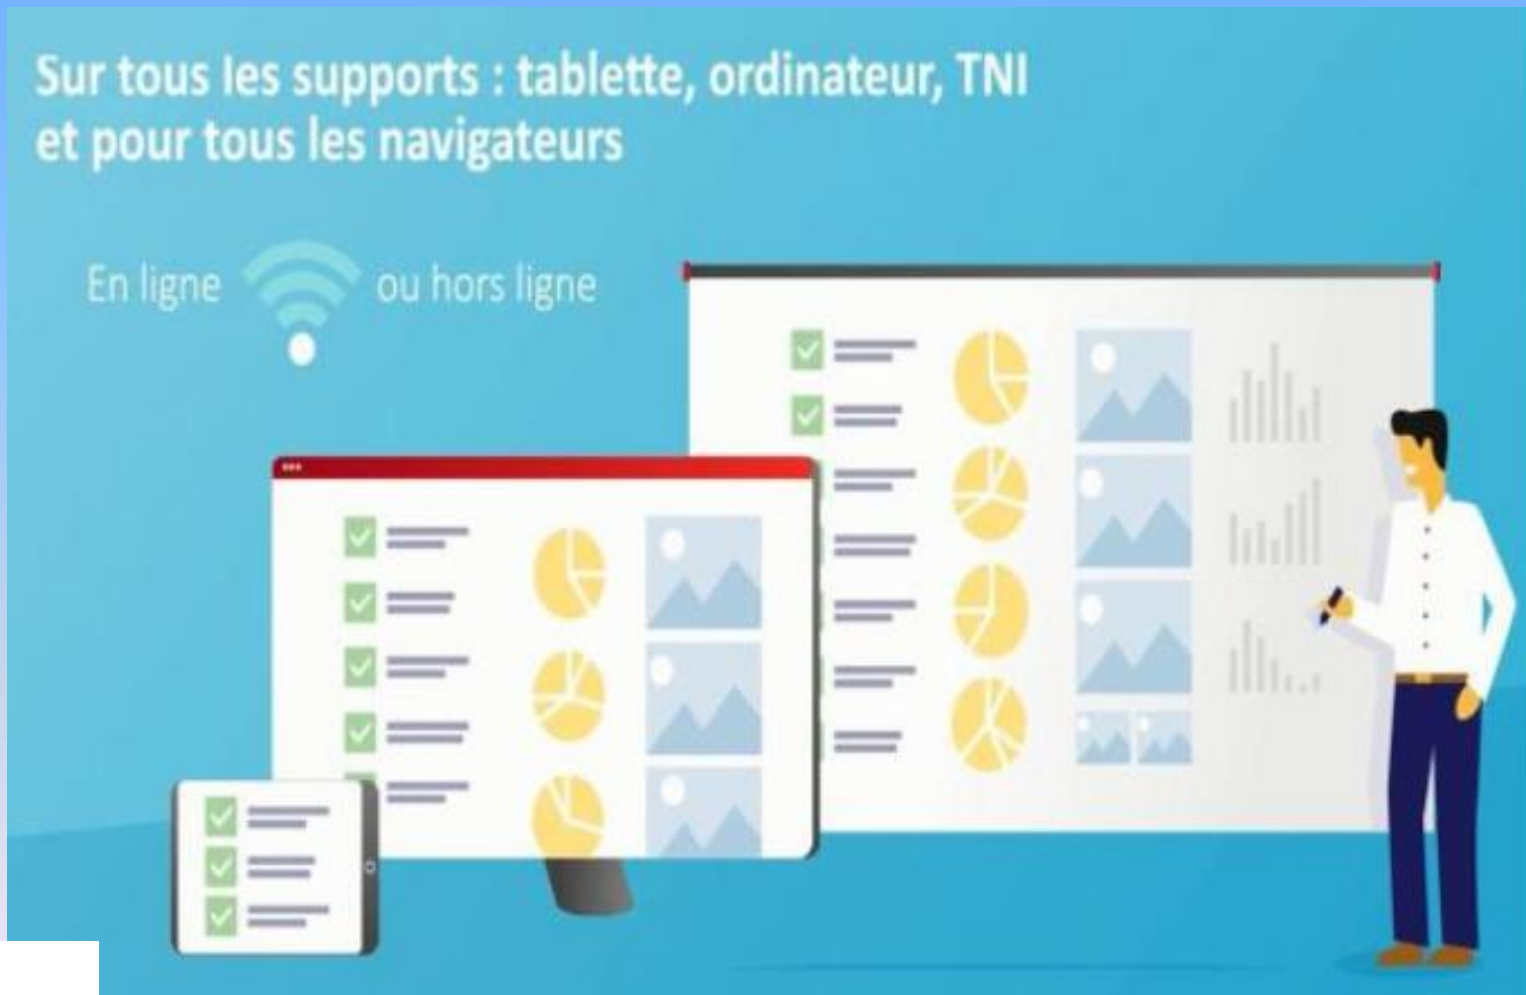 Sur tous les supports : tablette, ordinateur, TNI
et pour tous les navigateurs
En ligne ou hors ligne